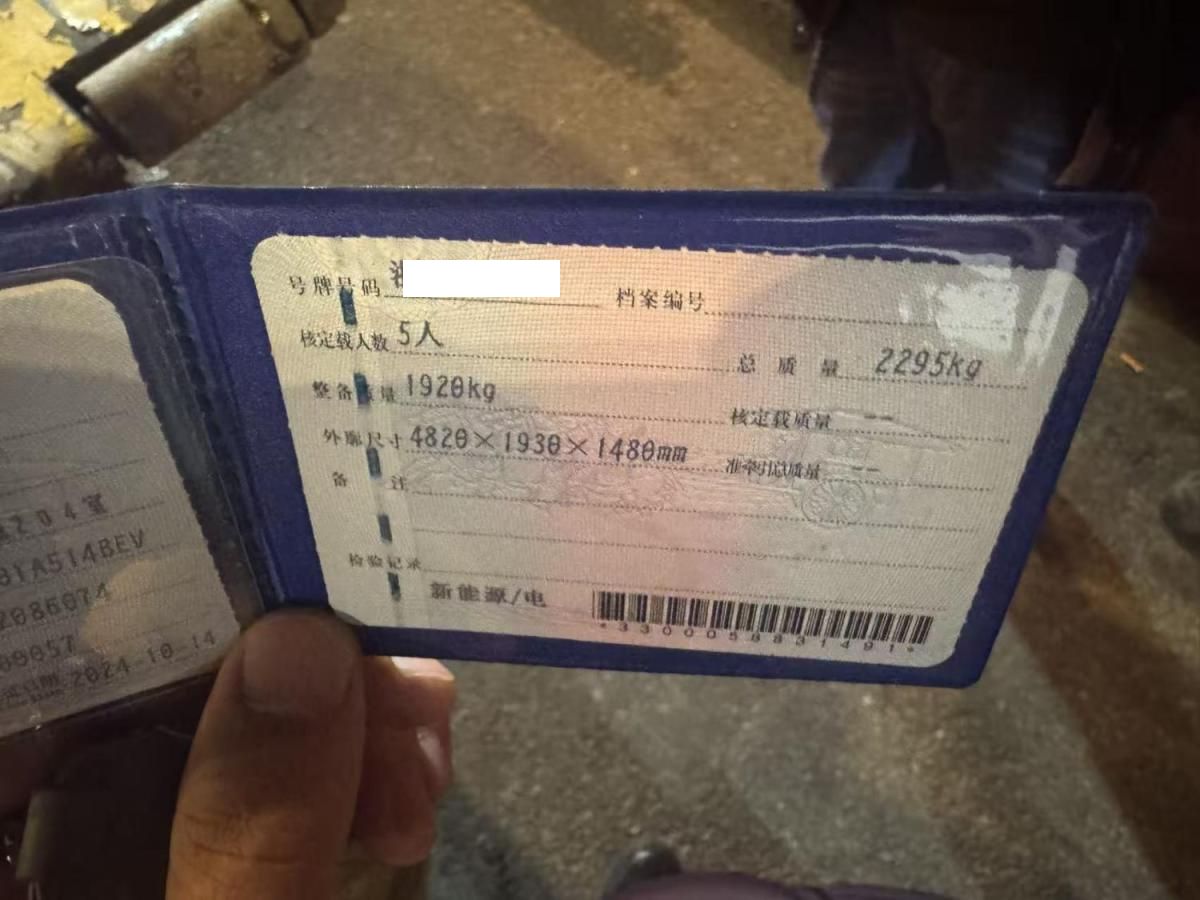 号牌号码 档案编号
核定载人数 5人 总质量 2295kg
整备质量 1920kg 核定载质量 --
外廓尺寸 4820×1930×1480mm 准牵引总质量 --
备注
检验记录
新能源/电
*3300058831491*
204室
1A514BEV
2086074
00057
2024-10-14